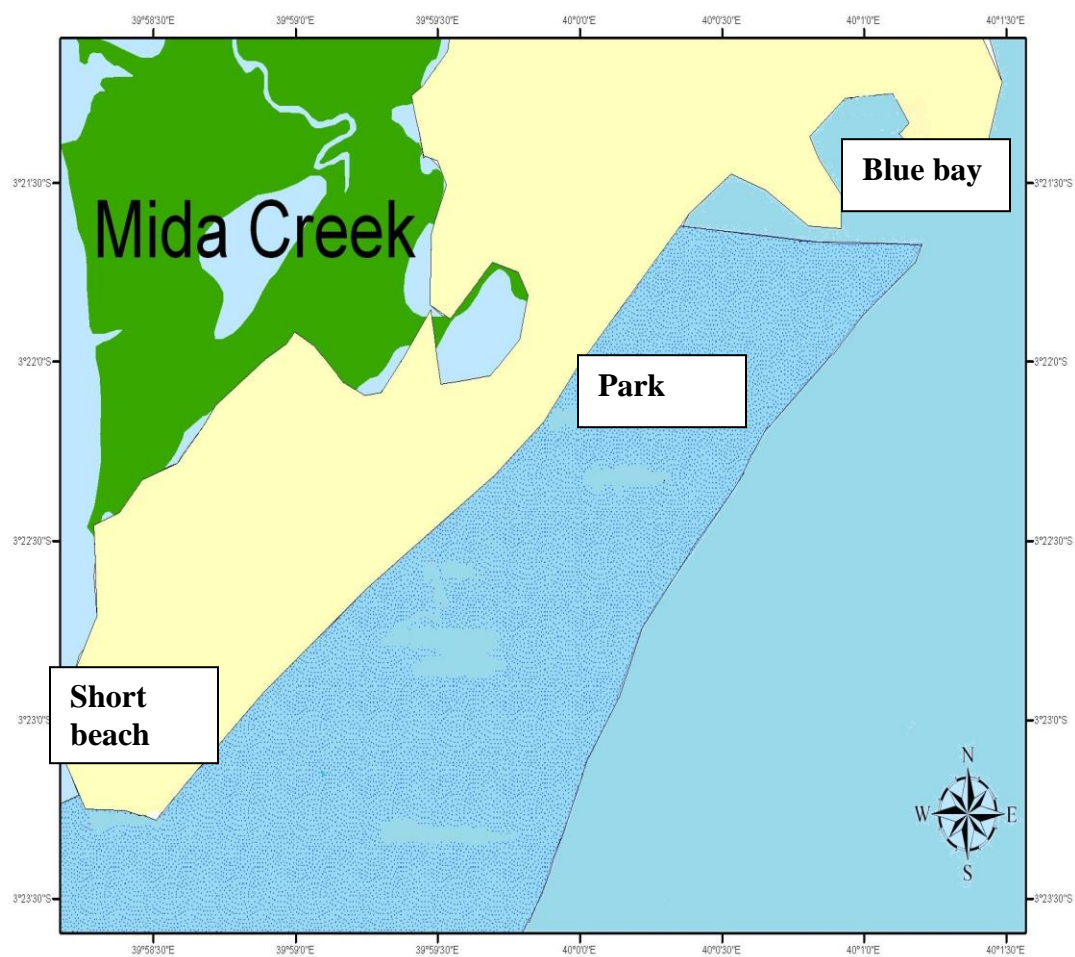 39°58'30"E 39°59'0"E 39°59'30"E 40°0'0"E 40°0'30"E 40°1'0"E 40°1'30"E
Blue bay
3°21'30"S 3°21'30"S
Mida Creek
3°22'0"S 3°22'0"S
Park
3°22'30"S 3°22'30"S
Short
beach
3°23'0"S 3°23'0"S
N
W E
S
3°23'30"S 3°23'30"S
39°58'30"E 39°59'0"E 39°59'30"E 40°0'0"E 40°0'30"E 40°1'0"E 40°1'30"E